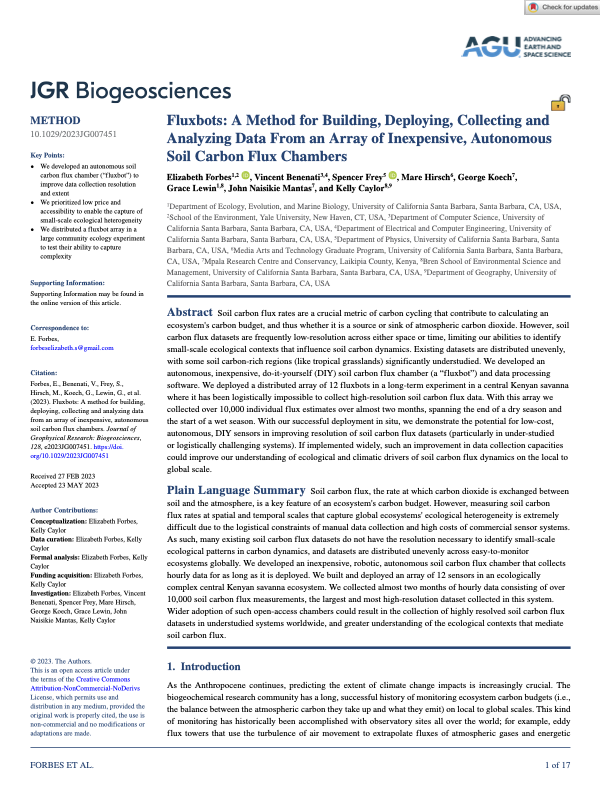 Check for updates
AGU ADVANCING EARTH AND SPACE SCIENCE
JGR Biogeosciences
METHOD
10.1029/2023JG007451
Key Points:
• We developed an autonomous soil
carbon flux chamber (“fluxbot”) to
improve data collection resolution
and extent
• We prioritized low price and
accessibility to enable the capture of
small-scale ecological heterogeneity
• We distributed a fluxbot array in a
large community ecology experiment
to test their ability to capture
complexity
Supporting Information:
Supporting Information may be found in
the online version of this article.
Correspondence to:
E. Forbes,
forbeselizabeth.s@gmail.com
Citation:
Forbes, E., Benenati, V., Frey, S.,
Hirsch, M., Koech, G., Lewin, G., et al.
(2023). Fluxbots: A method for building,
deploying, collecting and analyzing data
from an array of inexpensive, autonomous
soil carbon flux chambers. Journal of
Geophysical Research: Biogeosciences,
128, e2023JG007451. https://doi.
org/10.1029/2023JG007451
Received 27 FEB 2023
Accepted 23 MAY 2023
Author Contributions:
Conceptualization: Elizabeth Forbes,
Kelly Caylor
Data curation: Elizabeth Forbes, Kelly
Caylor
Formal analysis: Elizabeth Forbes, Kelly
Caylor
Funding acquisition: Elizabeth Forbes,
Kelly Caylor
Investigation: Elizabeth Forbes, Vincent
Benenati, Spencer Frey, Mare Hirsch,
George Koech, Grace Lewin, John
Naisikie Mantas, Kelly Caylor
© 2023. The Authors.
This is an open access article under
the terms of the Creative Commons
Attribution-NonCommercial-NoDerivs
License, which permits use and
distribution in any medium, provided the
original work is properly cited, the use is
non-commercial and no modifications or
adaptations are made.
Fluxbots: A Method for Building, Deploying, Collecting and
Analyzing Data From an Array of Inexpensive, Autonomous
Soil Carbon Flux Chambers
Elizabeth Forbes1,2, Vincent Benenati3,4, Spencer Frey5, Mare Hirsch6, George Koech7,
Grace Lewin1,8, John Naisikie Mantas7, and Kelly Caylor8,9
1Department of Ecology, Evolution, and Marine Biology, University of California Santa Barbara, Santa Barbara, CA, USA,
2School of the Environment, Yale University, New Haven, CT, USA, 3Department of Computer Science, University of
California Santa Barbara, Santa Barbara, CA, USA, 4Department of Electrical and Computer Engineering, University of
California Santa Barbara, Santa Barbara, CA, USA, 5Department of Physics, University of California Santa Barbara, Santa
Barbara, CA, USA, 6Media Arts and Technology Graduate Program, University of California Santa Barbara, Santa Barbara,
CA, USA, 7Mpala Research Centre and Conservancy, Laikipia County, Kenya, 8Bren School of Environmental Science and
Management, University of California Santa Barbara, Santa Barbara, CA, USA, 9Department of Geography, University of
California Santa Barbara, Santa Barbara, CA, USA
Abstract Soil carbon flux rates are a crucial metric of carbon cycling that contribute to calculating an
ecosystem's carbon budget, and thus whether it is a source or sink of atmospheric carbon dioxide. However, soil
carbon flux datasets are frequently low-resolution across either space or time, limiting our abilities to identify
small-scale ecological contexts that influence soil carbon dynamics. Existing datasets are distributed unevenly,
with some soil carbon-rich regions (like tropical grasslands) significantly understudied. We developed an
autonomous, inexpensive, do-it-yourself (DIY) soil carbon flux chamber (a “fluxbot”) and data processing
software. We deployed a distributed array of 12 fluxbots in a long-term experiment in a central Kenyan savanna
where it has been logistically impossible to collect high-resolution soil carbon flux data. With this array we
collected over 10,000 individual flux estimates over almost two months, spanning the end of a dry season and
the start of a wet season. With our successful deployment in situ, we demonstrate the potential for low-cost,
autonomous, DIY sensors in improving resolution of soil carbon flux datasets (particularly in under-studied
or logistically challenging systems). If implemented widely, such an improvement in data collection capacities
could improve our understanding of ecological and climatic drivers of soil carbon flux dynamics on the local to
global scale.
Plain Language Summary Soil carbon flux, the rate at which carbon dioxide is exchanged between
soil and the atmosphere, is a key feature of an ecosystem's carbon budget. However, measuring soil carbon
flux rates at spatial and temporal scales that capture global ecosystems' ecological heterogeneity is extremely
difficult due to the logistical constraints of manual data collection and high costs of commercial sensor systems.
As such, many existing soil carbon flux datasets do not have the resolution necessary to identify small-scale
ecological patterns in carbon dynamics, and datasets are distributed unevenly across easy-to-monitor
ecosystems globally. We developed an inexpensive, robotic, autonomous soil carbon flux chamber that collects
hourly data for as long as it is deployed. We built and deployed an array of 12 sensors in an ecologically
complex central Kenyan savanna ecosystem. We collected almost two months of hourly data consisting of over
10,000 soil carbon flux measurements, the largest and most high-resolution dataset collected in this system.
Wider adoption of such open-access chambers could result in the collection of highly resolved soil carbon flux
datasets in understudied systems worldwide, and greater understanding of the ecological contexts that mediate
soil carbon flux.
1. Introduction
As the Anthropocene continues, predicting the extent of climate change impacts is increasingly crucial. The
biogeochemical research community has a long, successful history of monitoring ecosystem carbon budgets (i.e.,
the balance between the atmospheric carbon they take up and what they emit) on local to global scales. This kind
of monitoring has historically been accomplished with observatory sites all over the world; for example, eddy
flux towers that use the turbulence of air movement to extrapolate fluxes of atmospheric gases and energetic
FORBES ET AL.
1 of 17